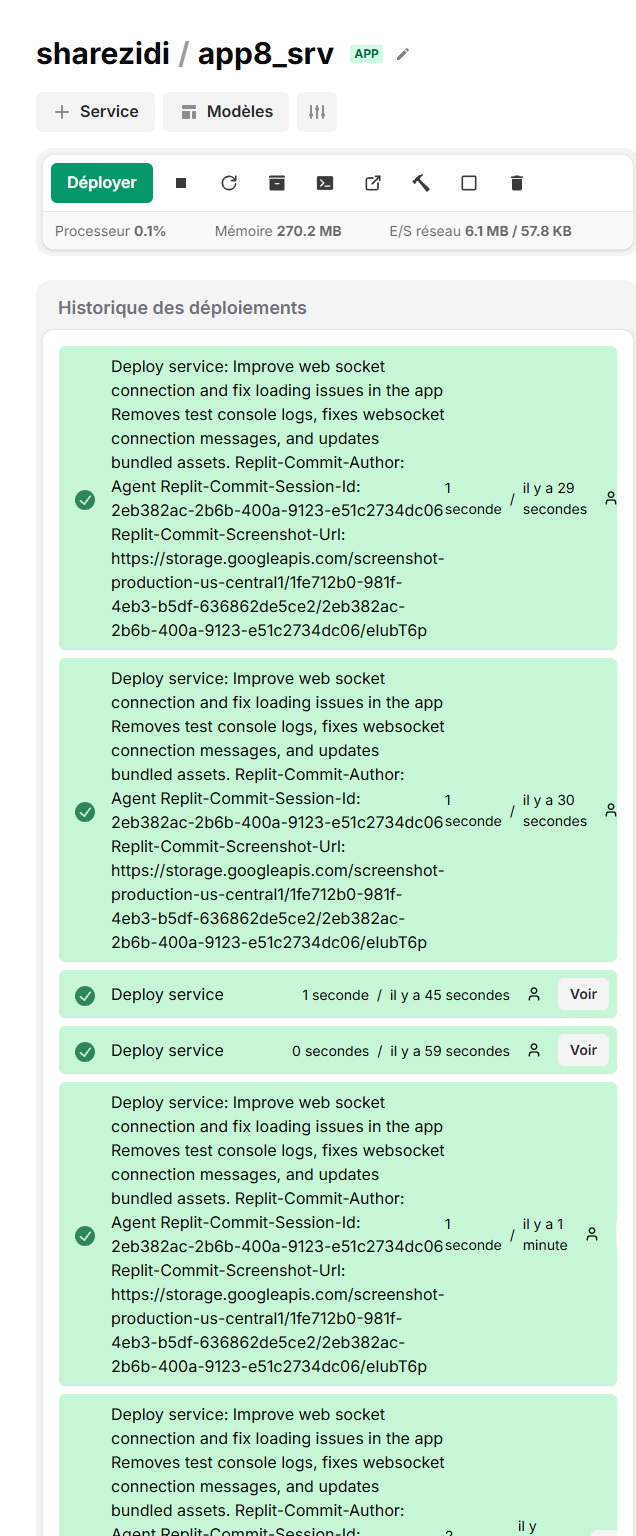 sharezidi / app8_srv APP
Service
Modèles
Déployer
Processeur 0.1%
Mémoire 270.2 MB
E/S réseau 6.1 MB / 57.8 KB
Historique des déploiements
Deploy service: Improve web socket
connection and fix loading issues in the app
Removes test console logs, fixes websocket
connection messages, and updates
bundled assets. Replit-Commit-Author:
Agent Replit-Commit-Session-Id:
2eb382ac-2b6b-400a-9123-e51c2734dc06
Replit-Commit-Screenshot-Url:
https://storage.googleapis.com/screenshot-
production-us-central1/1fe712b0-981f-
4eb3-b5df-636862de5ce2/2eb382ac-
2b6b-400a-9123-e51c2734dc06/eIubT6p
1
seconde
/
il y a 29
secondes
Deploy service: Improve web socket
connection and fix loading issues in the app
Removes test console logs, fixes websocket
connection messages, and updates
bundled assets. Replit-Commit-Author:
Agent Replit-Commit-Session-Id:
2eb382ac-2b6b-400a-9123-e51c2734dc06
Replit-Commit-Screenshot-Url:
https://storage.googleapis.com/screenshot-
production-us-central1/1fe712b0-981f-
4eb3-b5df-636862de5ce2/2eb382ac-
2b6b-400a-9123-e51c2734dc06/eIubT6p
1
seconde
/
il y a 30
secondes
Deploy service 1 seconde / il y a 45 secondes Voir
Deploy service 0 secondes / il y a 59 secondes Voir
Deploy service: Improve web socket
connection and fix loading issues in the app
Removes test console logs, fixes websocket
connection messages, and updates
bundled assets. Replit-Commit-Author:
Agent Replit-Commit-Session-Id:
2eb382ac-2b6b-400a-9123-e51c2734dc06
Replit-Commit-Screenshot-Url:
https://storage.googleapis.com/screenshot-
production-us-central1/1fe712b0-981f-
4eb3-b5df-636862de5ce2/2eb382ac-
2b6b-400a-9123-e51c2734dc06/eIubT6p
1
seconde
/
il y a 1
minute
Deploy service: Improve web socket
connection and fix loading issues in the app
Removes test console logs, fixes websocket
connection messages, and updates
bundled assets. Replit-Commit-Author:
Agent Replit-Commit-Session-Id:
il y